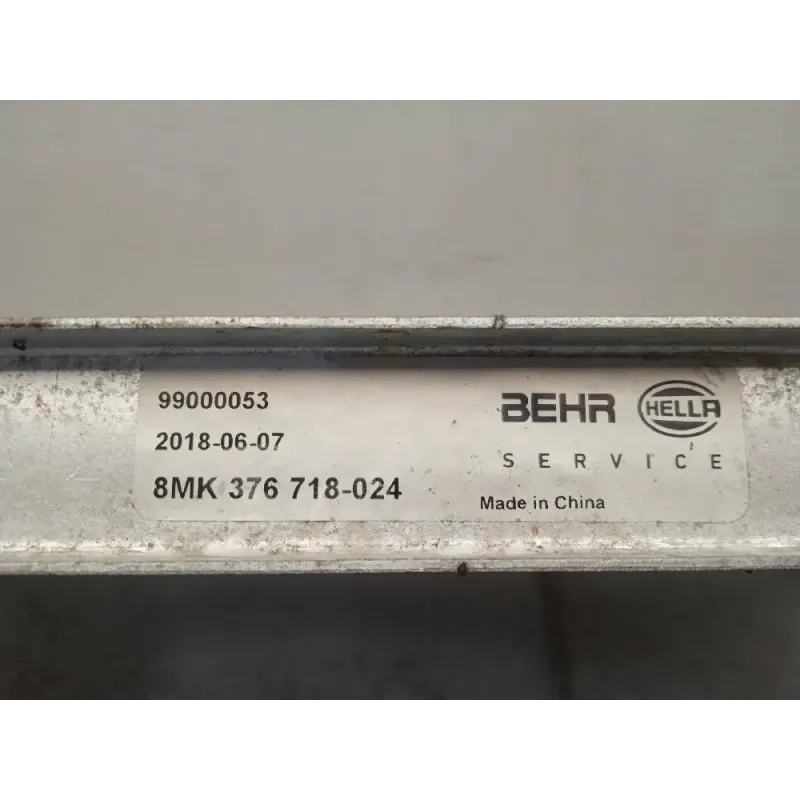 99000053
2018-06-07
8MK 376 718-024
BEHR HELLA
SERVICE
Made in China